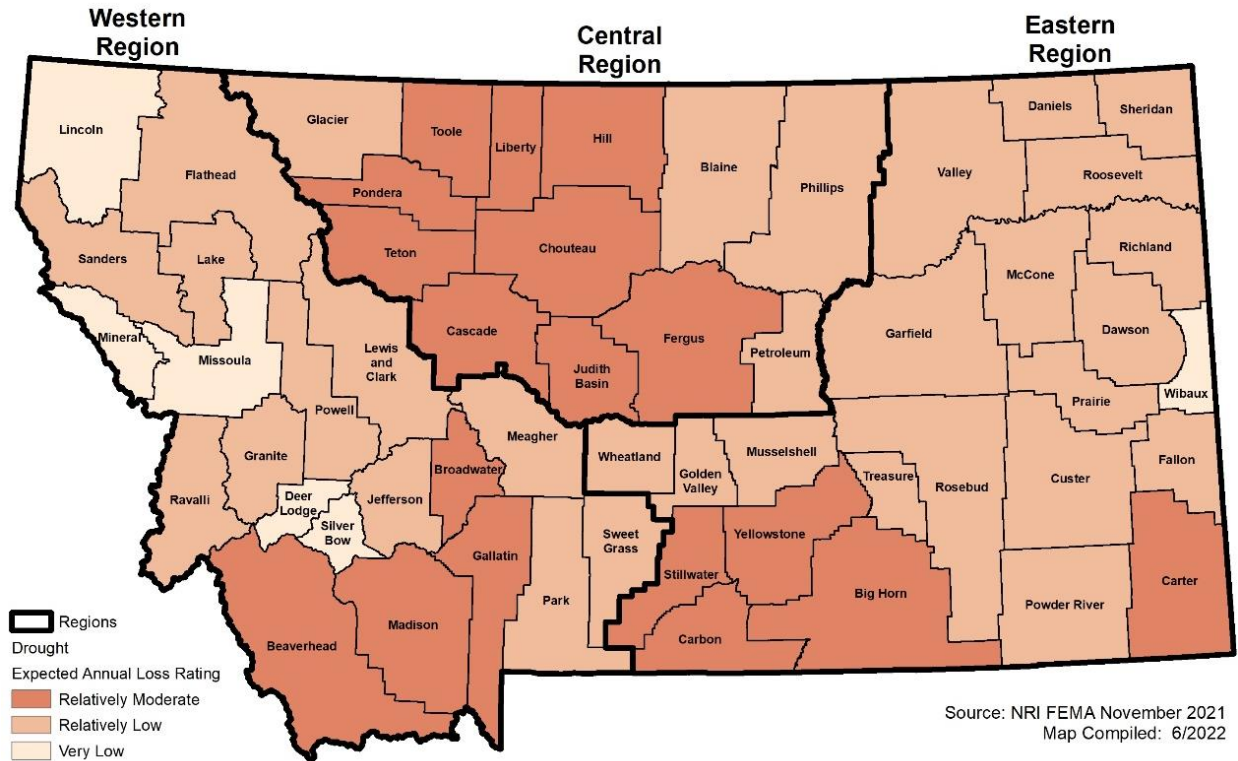 Western
Region
Central
Region
Eastern
Region
Lincoln
Flathead
Glacier
Toole
Liberty
Hill
Blaine
Phillips
Valley
Daniels
Sheridan
Roosevelt
Pondera
Teton
Chouteau
Sanders
Lake
Richland
McCone
Garfield
Dawson
Mineral
Missoula
Lewis
and
Clark
Cascade
Judith
Basin
Fergus
Petroleum
Wibaux
Prairie
Powell
Granite
Ravalli
Deer
Lodge
Silver
Bow
Jefferson
Broadwater
Meagher
Wheatland
Golden
Valley
Musselshell
Treasure
Rosebud
Custer
Fallon
Gallatin
Park
Sweet
Grass
Stillwater
Yellowstone
Big Horn
Carbon
Powder River
Carter
Beaverhead
Madison
Regions
Drought
Expected Annual Loss Rating
Relatively Moderate
Relatively Low
Very Low
Source: NRI FEMA November 2021
Map Compiled: 6/2022